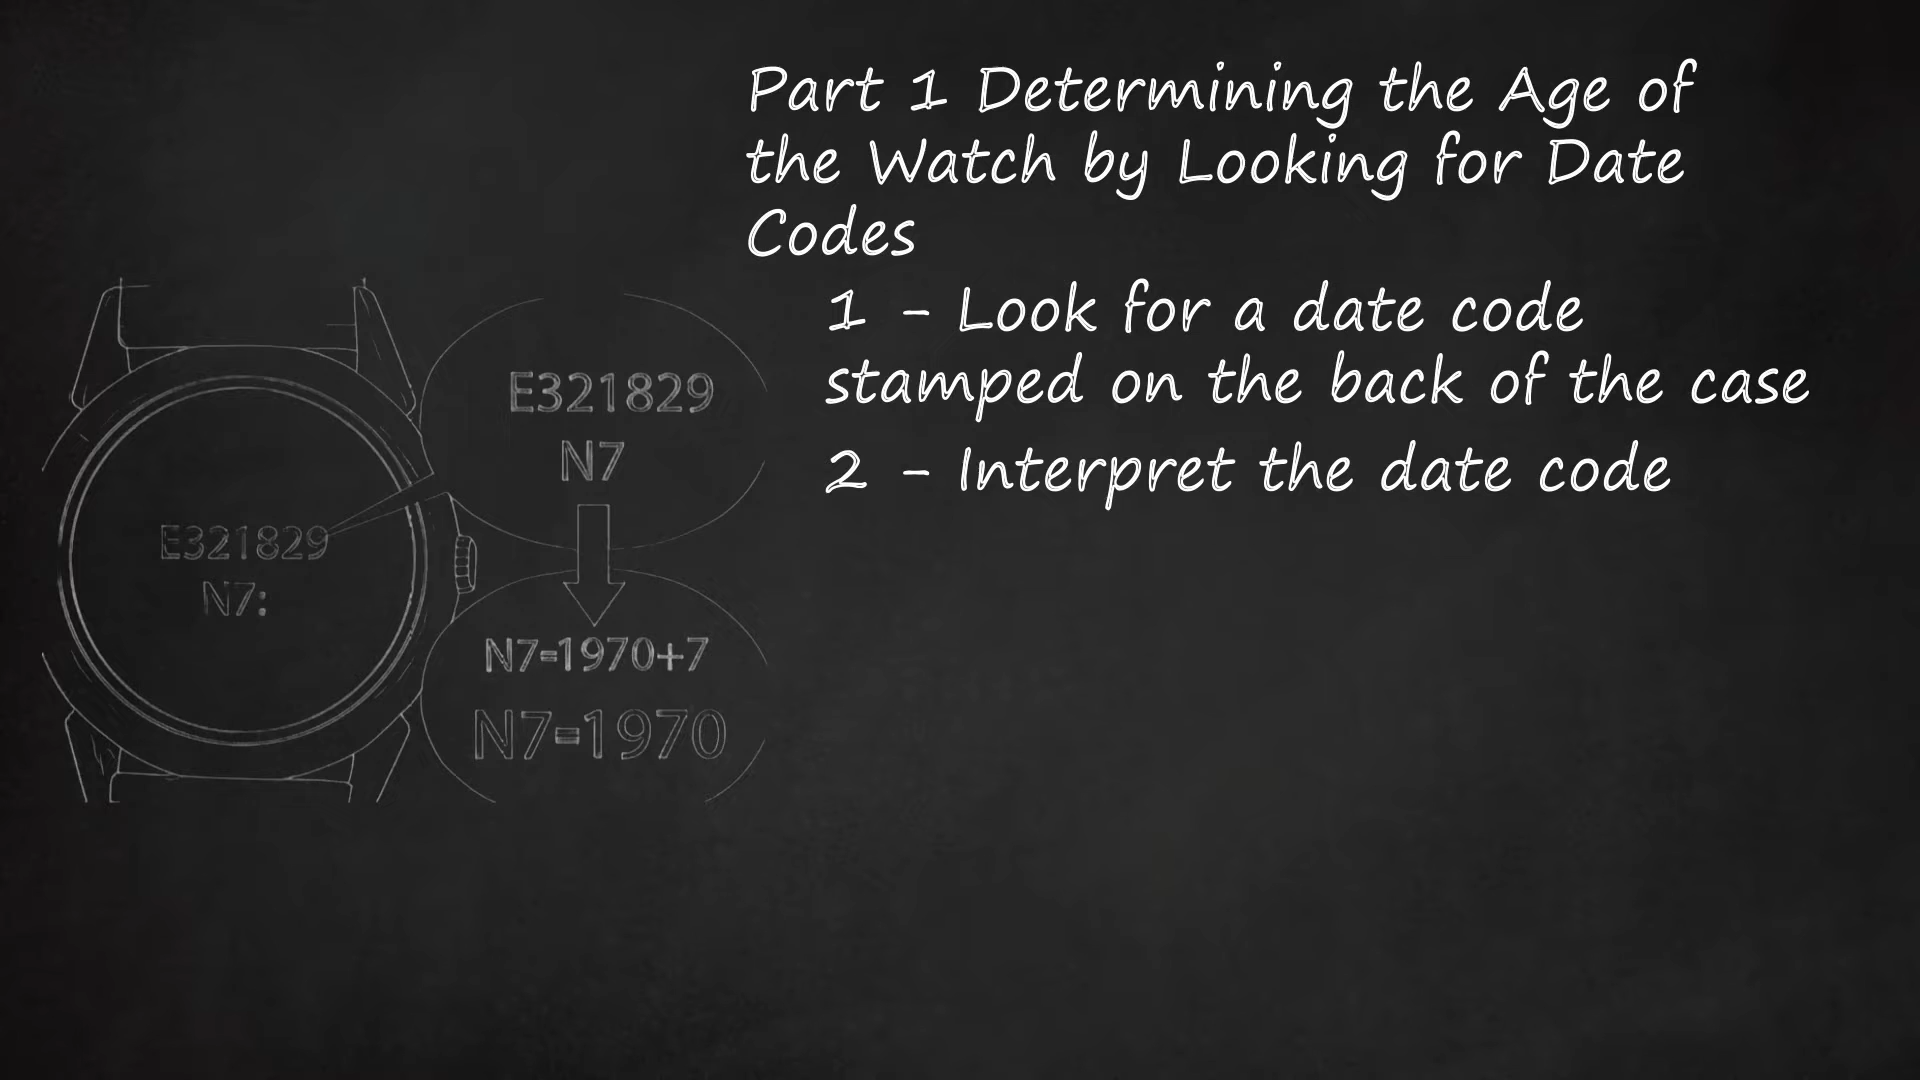 Part 1 Determining the Age of
the Watch by Looking for Date
Codes
1 - Look for a date code
stamped on the back of the case
2 - Interpret the date code
E321829
N7
E321829
N7:
N7=1970+7
N7=1970